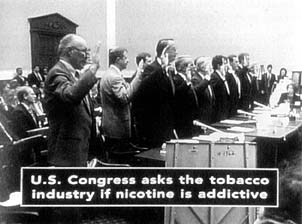 U.S. Congress asks the tobacco
industry if nicotine is addictive